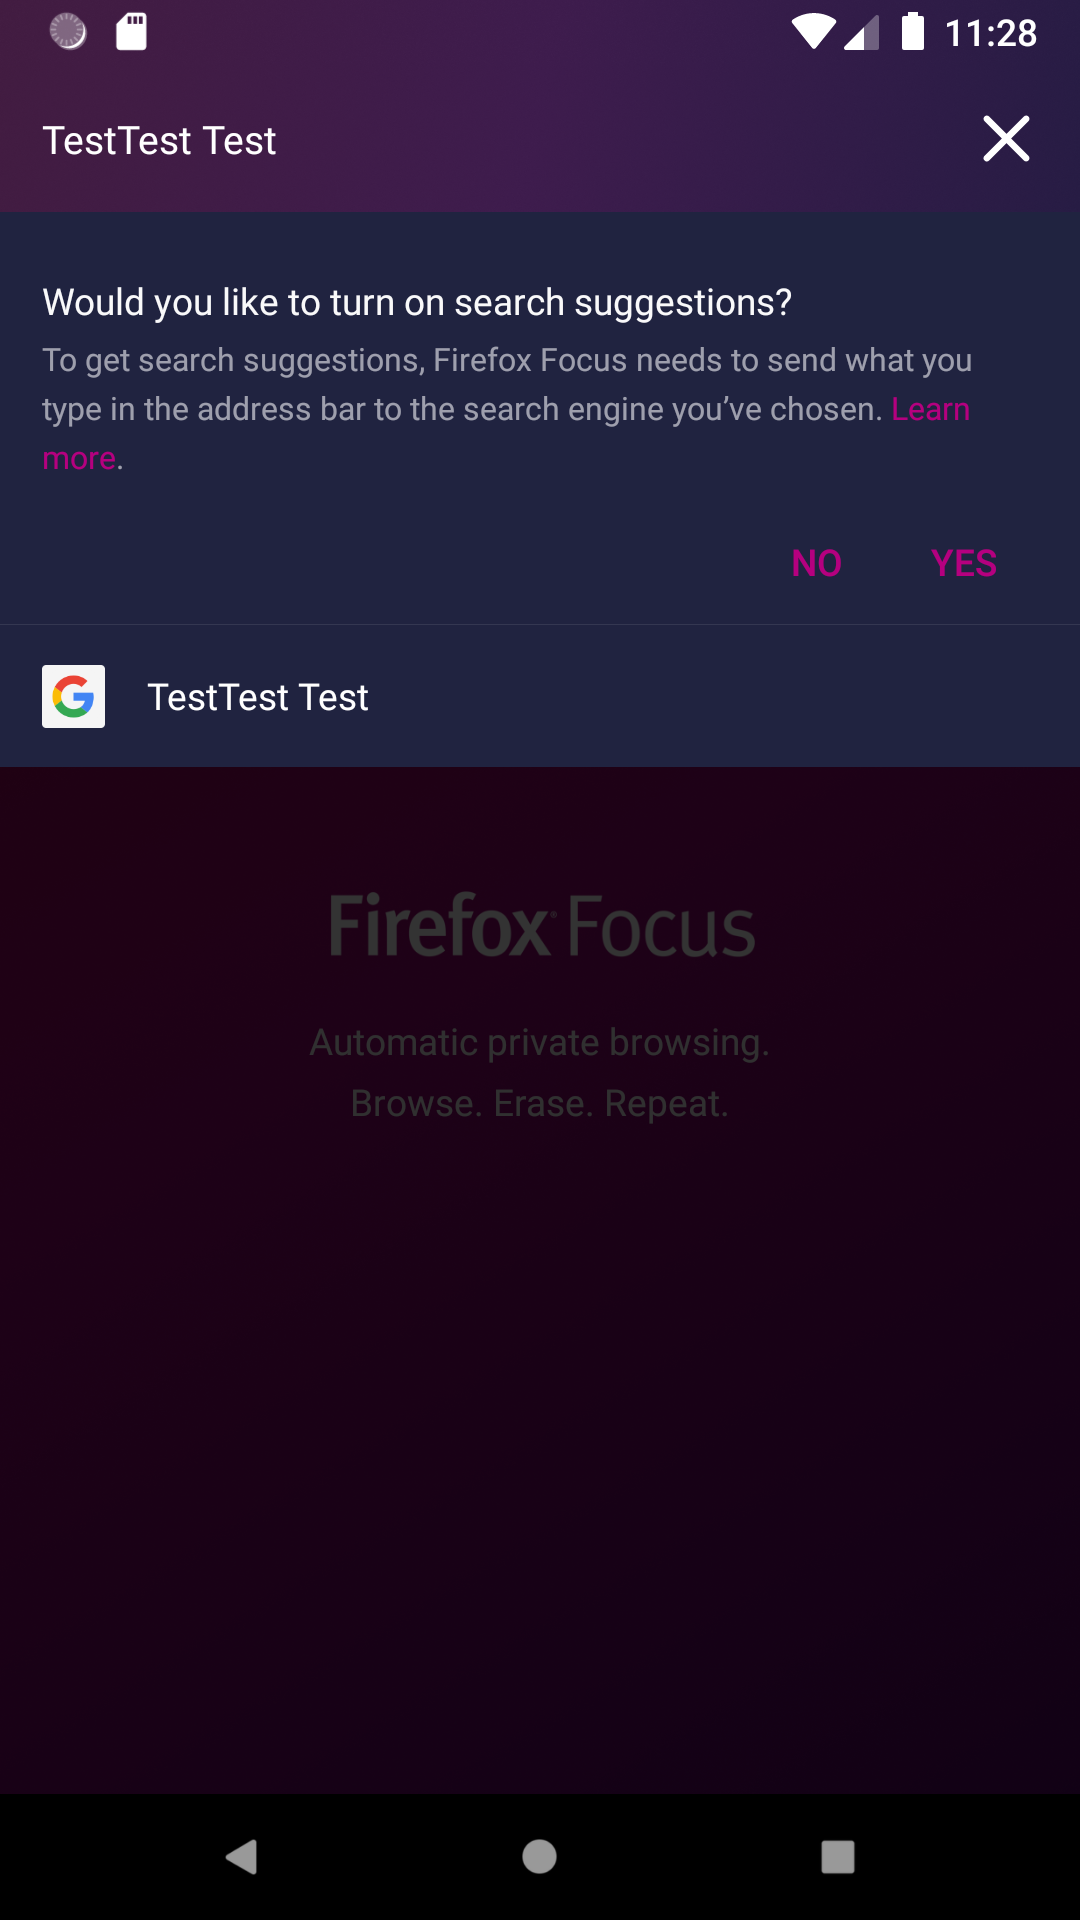 11:28
TestTest Test
Would you like to turn on search suggestions?
To get search suggestions, Firefox Focus needs to send what you
type in the address bar to the search engine you’ve chosen. Learn
more.
NO YES
TestTest Test
Firefox Focus
Automatic private browsing.
Browse. Erase. Repeat.